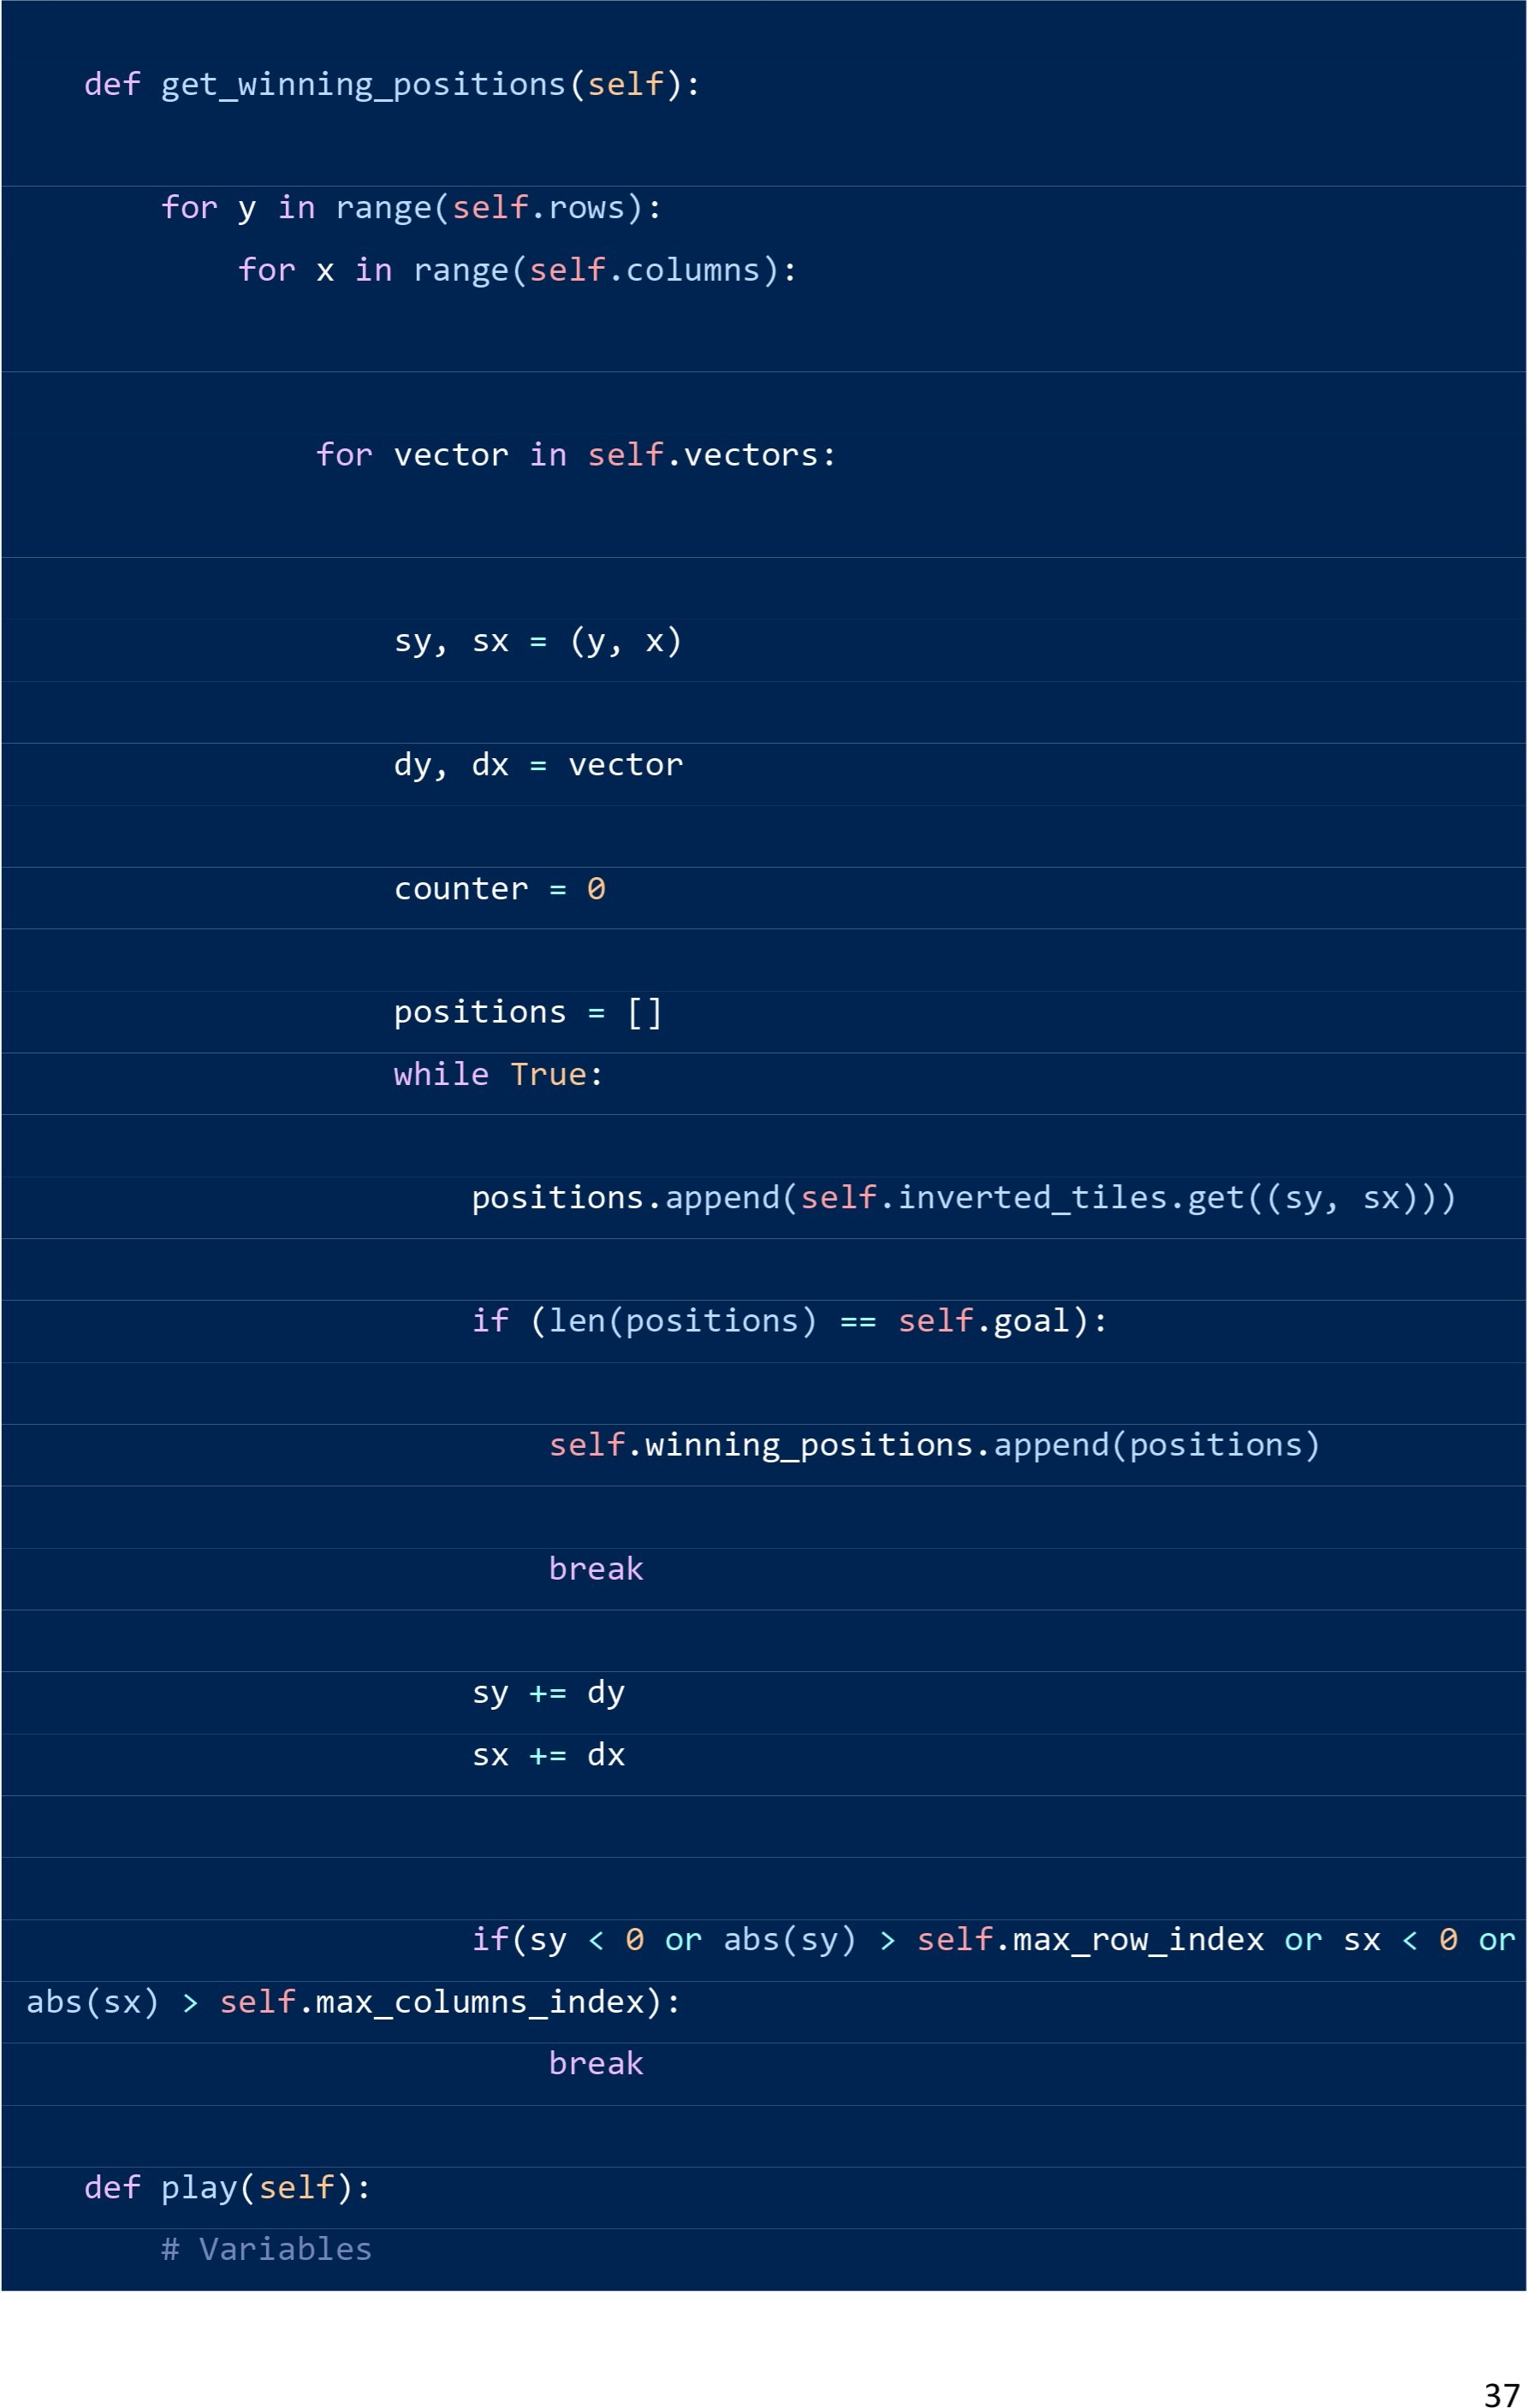 def get_winning_positions(self):
for y in range(self.rows):
for x in range(self.columns):
for vector in self.vectors:
sy, sx = (y, x)
dy, dx = vector
counter = 0
positions = []
while True:
positions.append(self.inverted_tiles.get((sy, sx)))
if (len(positions) == self.goal):
self.winning_positions.append(positions)
break
sy += dy
sx += dx
if(sy < 0 or abs(sy) > self.max_row_index or sx < 0 or
abs(sx) > self.max_columns_index):
break
def play(self):
# Variables
37